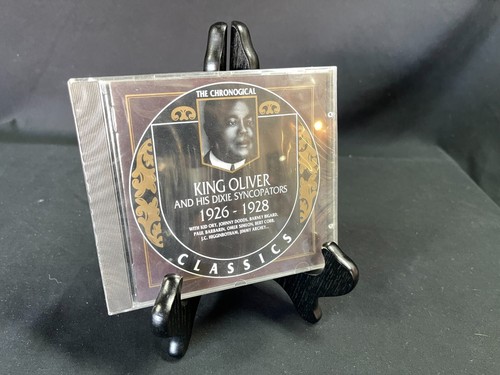 THE CHRONOGICAL
KING OLIVER
AND HIS DIXIE SYNCOPATORS
1926 - 1928
WITH KID ORY, JOHNNY DODDS, BARNEY BIGARD,
PAUL BARBARIN, OMER SIMEON, BERT COBB,
J.C. HIGGINBOTHAM, JIMMY ARCHEY...
CLASSICS